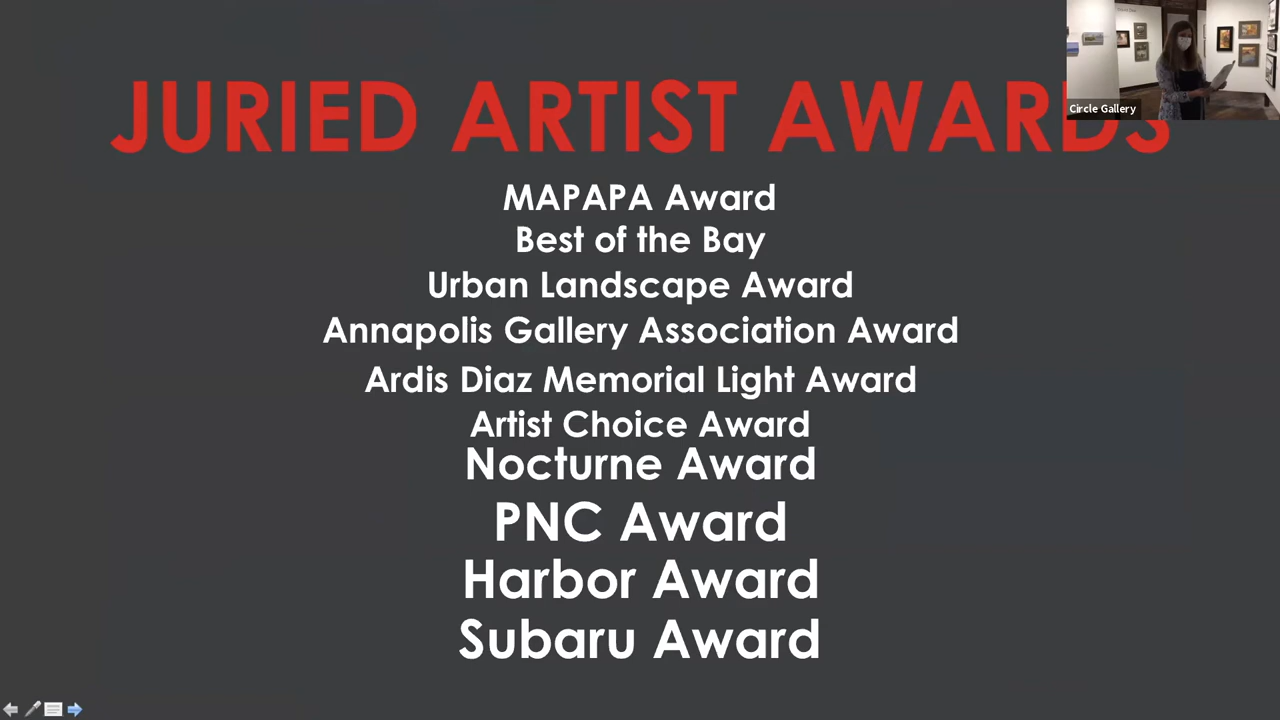 JURIED ARTIST AWARDS
Circle Gallery
MAPAPA Award
Best of the Bay
Urban Landscape Award
Annapolis Gallery Association Award
Ardis Diaz Memorial Light Award
Artist Choice Award
Nocturne Award
PNC Award
Harbor Award
Subaru Award